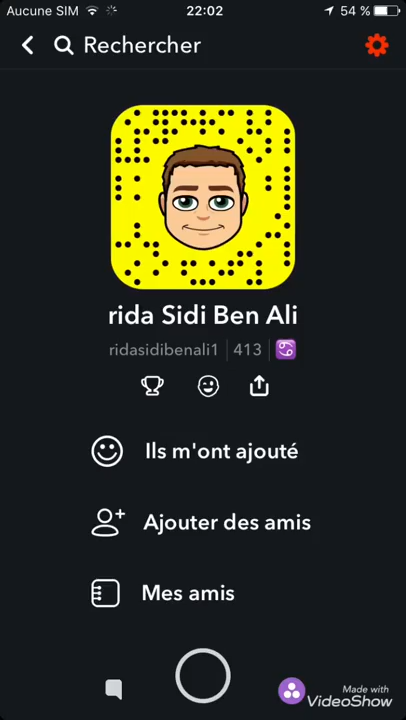 Aucune SIM 22:02 54 %
Rechercher
rida Sidi Ben Ali
ridasidibenali1 413 ♋
Ils m'ont ajouté
Ajouter des amis
Mes amis
Made with
VideoShow